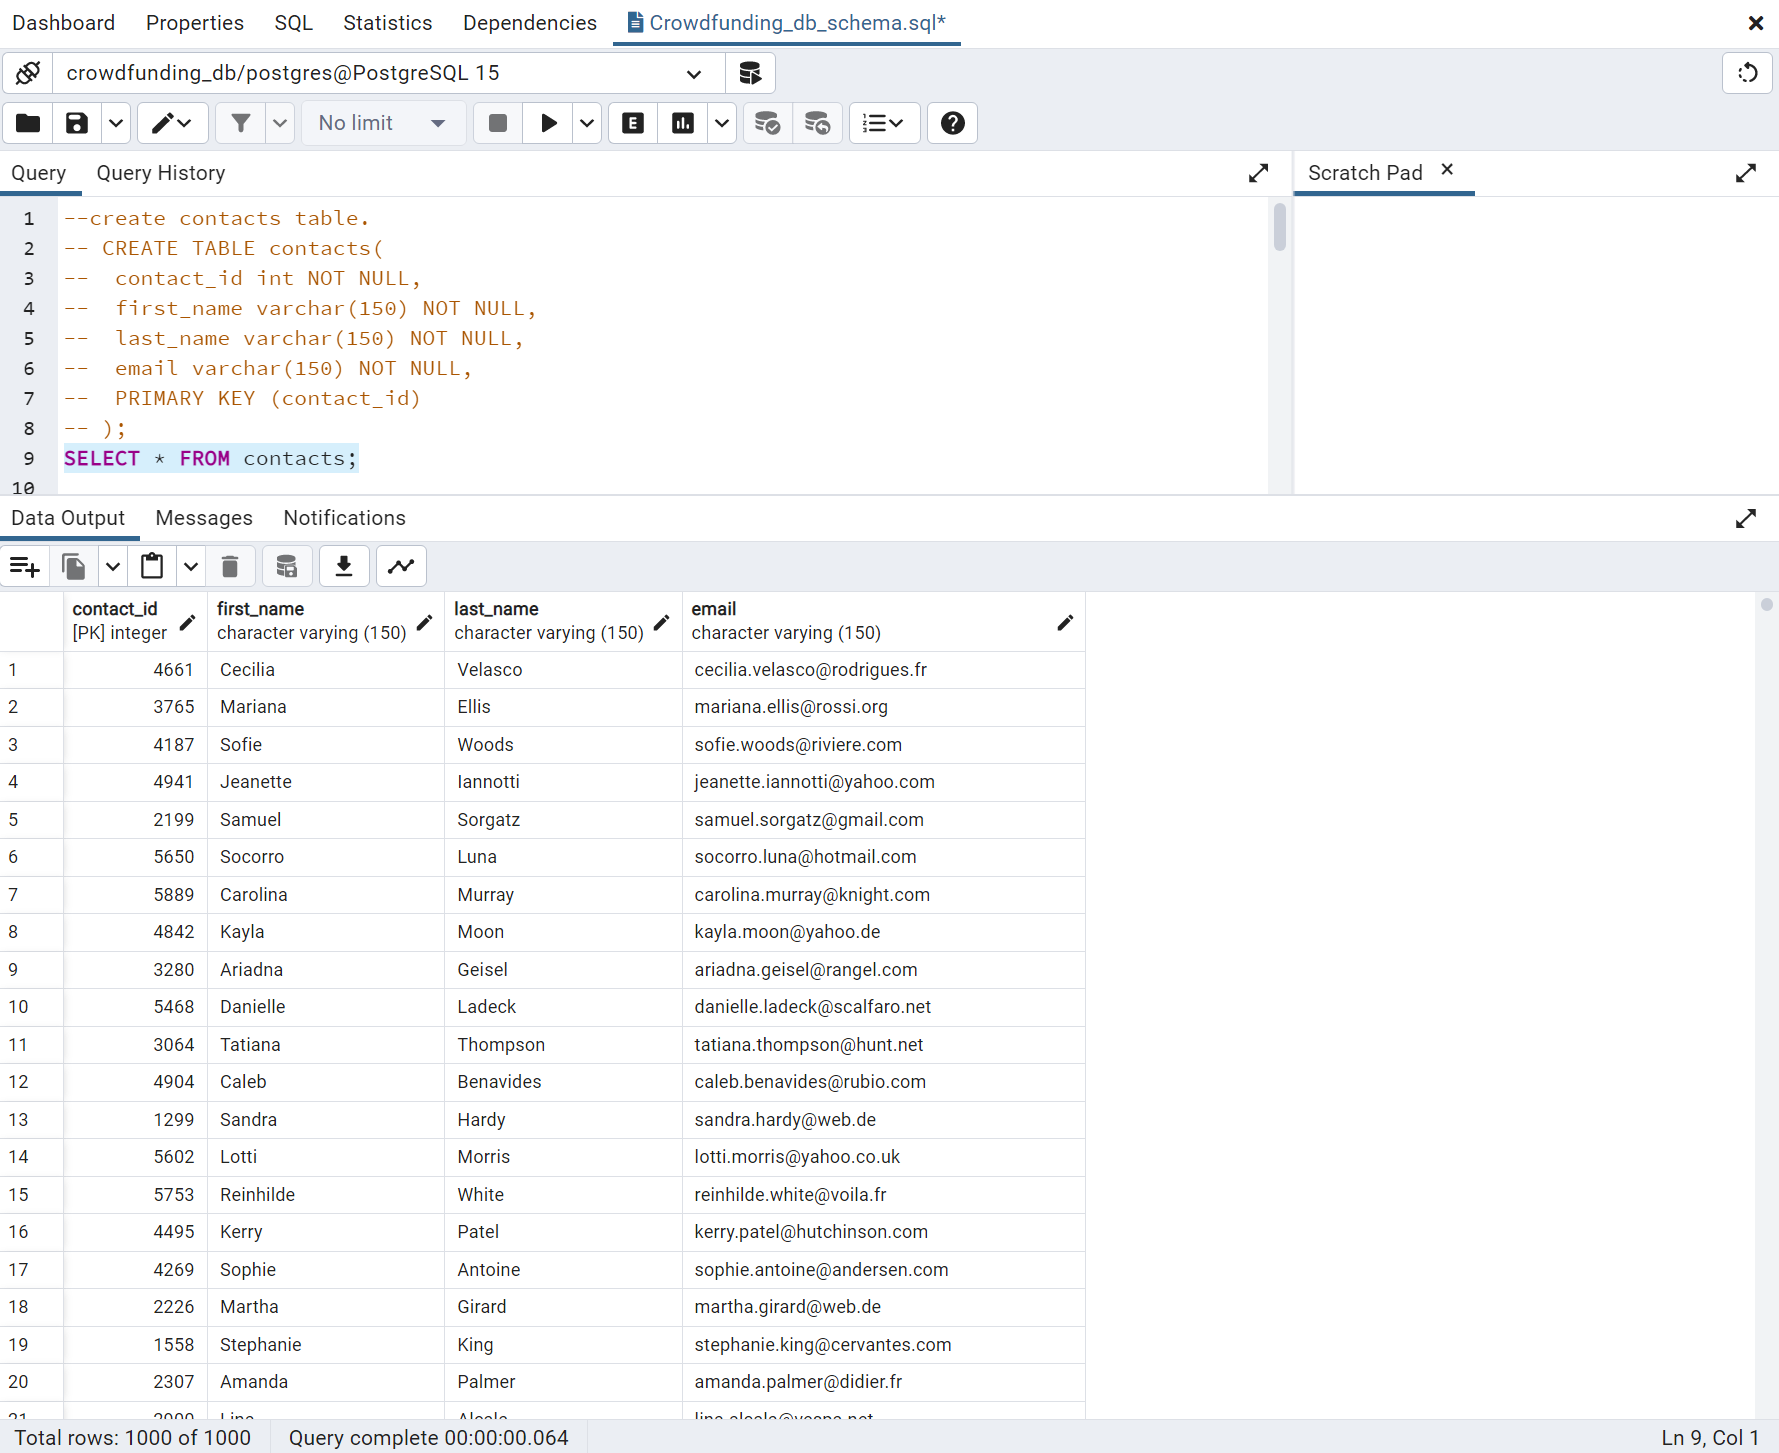 Dashboard Properties SQL Statistics Dependencies Crowdfunding_db_schema.sql*
crowdfunding_db/postgres@PostgreSQL 15
No limit E
Query Query History Scratch Pad
1 --create contacts table.
2 -- CREATE TABLE contacts(
3 --  contact_id int NOT NULL,
4 --  first_name varchar(150) NOT NULL,
5 --  last_name varchar(150) NOT NULL,
6 --  email varchar(150) NOT NULL,
7 --  PRIMARY KEY (contact_id)
8 -- );
9 SELECT * FROM contacts;
10
Data Output Messages Notifications
contact_id first_name last_name email
[PK] integer character varying (150) character varying (150) character varying (150)
1 4661 Cecilia Velasco cecilia.velasco@rodrigues.fr
2 3765 Mariana Ellis mariana.ellis@rossi.org
3 4187 Sofie Woods sofie.woods@riviere.com
4 4941 Jeanette Iannotti jeanette.iannotti@yahoo.com
5 2199 Samuel Sorgatz samuel.sorgatz@gmail.com
6 5650 Socorro Luna socorro.luna@hotmail.com
7 5889 Carolina Murray carolina.murray@knight.com
8 4842 Kayla Moon kayla.moon@yahoo.de
9 3280 Ariadna Geisel ariadna.geisel@rangel.com
10 5468 Danielle Ladeck danielle.ladeck@scalfaro.net
11 3064 Tatiana Thompson tatiana.thompson@hunt.net
12 4904 Caleb Benavides caleb.benavides@rubio.com
13 1299 Sandra Hardy sandra.hardy@web.de
14 5602 Lotti Morris lotti.morris@yahoo.co.uk
15 5753 Reinhilde White reinhilde.white@voila.fr
16 4495 Kerry Patel kerry.patel@hutchinson.com
17 4269 Sophie Antoine sophie.antoine@andersen.com
18 2226 Martha Girard martha.girard@web.de
19 1558 Stephanie King stephanie.king@cervantes.com
20 2307 Amanda Palmer amanda.palmer@didier.fr
21
Total rows: 1000 of 1000 Query complete 00:00:00.064 Ln 9, Col 1